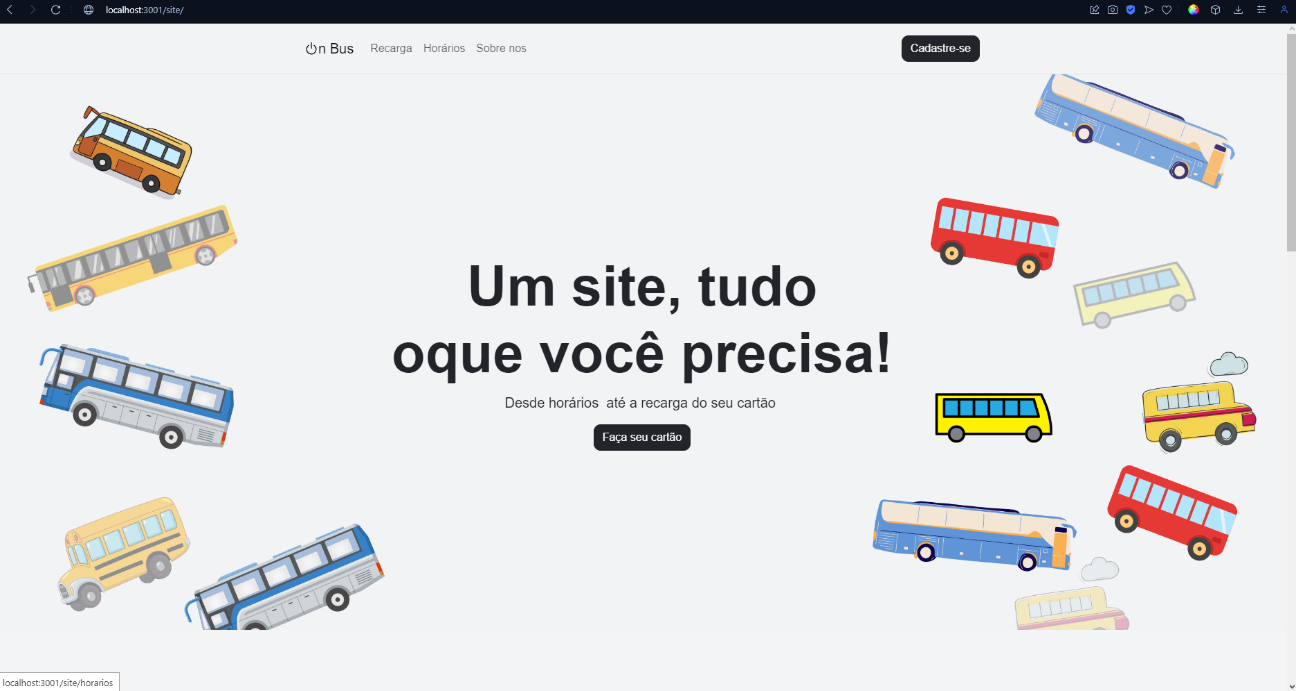 localhost:3001/site/
On Bus Recarga Horários Sobre nos Cadastre-se
Um site, tudo
oque você precisa!
Desde horários  até a recarga do seu cartão
Faça seu cartão
localhost:3001/site/horarios